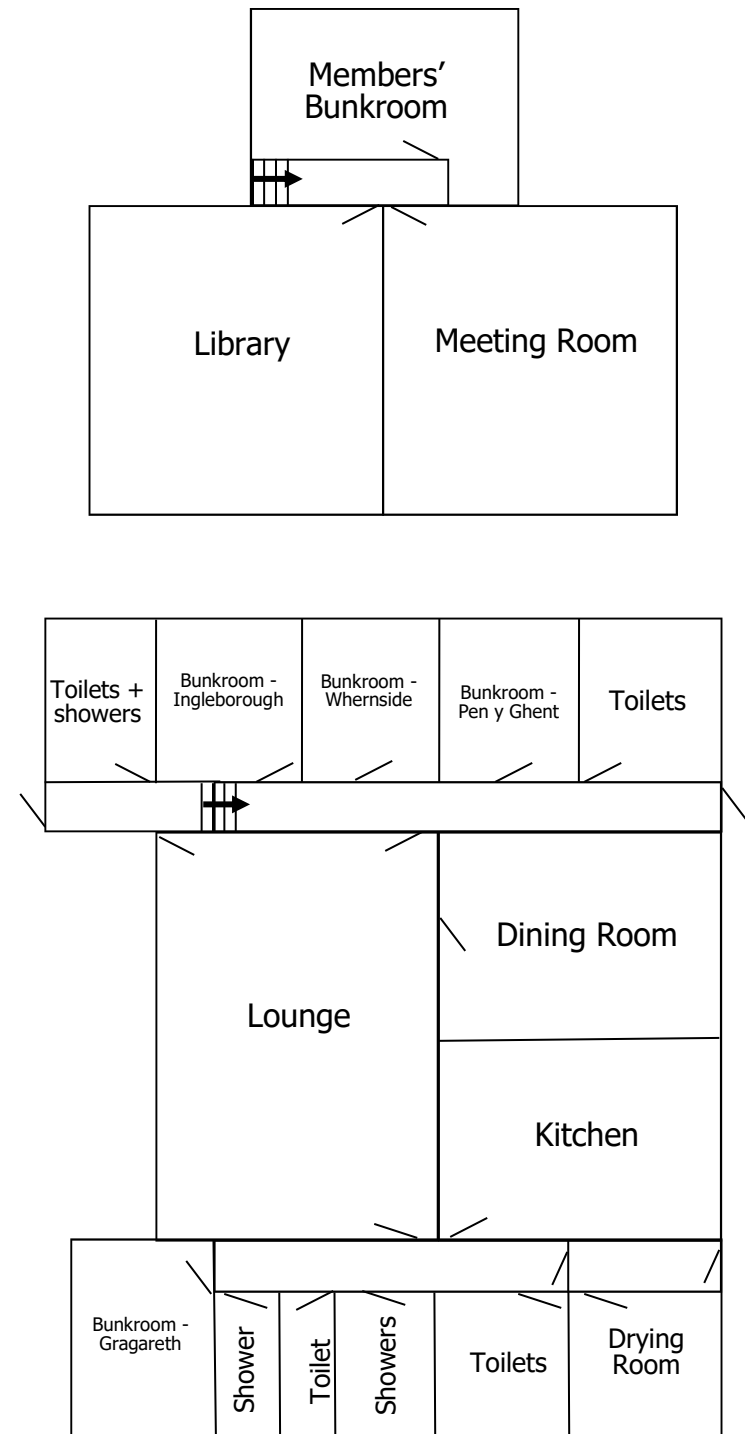 Members’
Bunkroom
Library
Meeting Room
Toilets +
showers
Bunkroom -
Ingleborough
Bunkroom -
Whernside
Bunkroom -
Pen y Ghent
Toilets
Dining Room
Lounge
Kitchen
Bunkroom -
Gragareth
Shower
Toilet
Showers
Toilets
Drying
Room